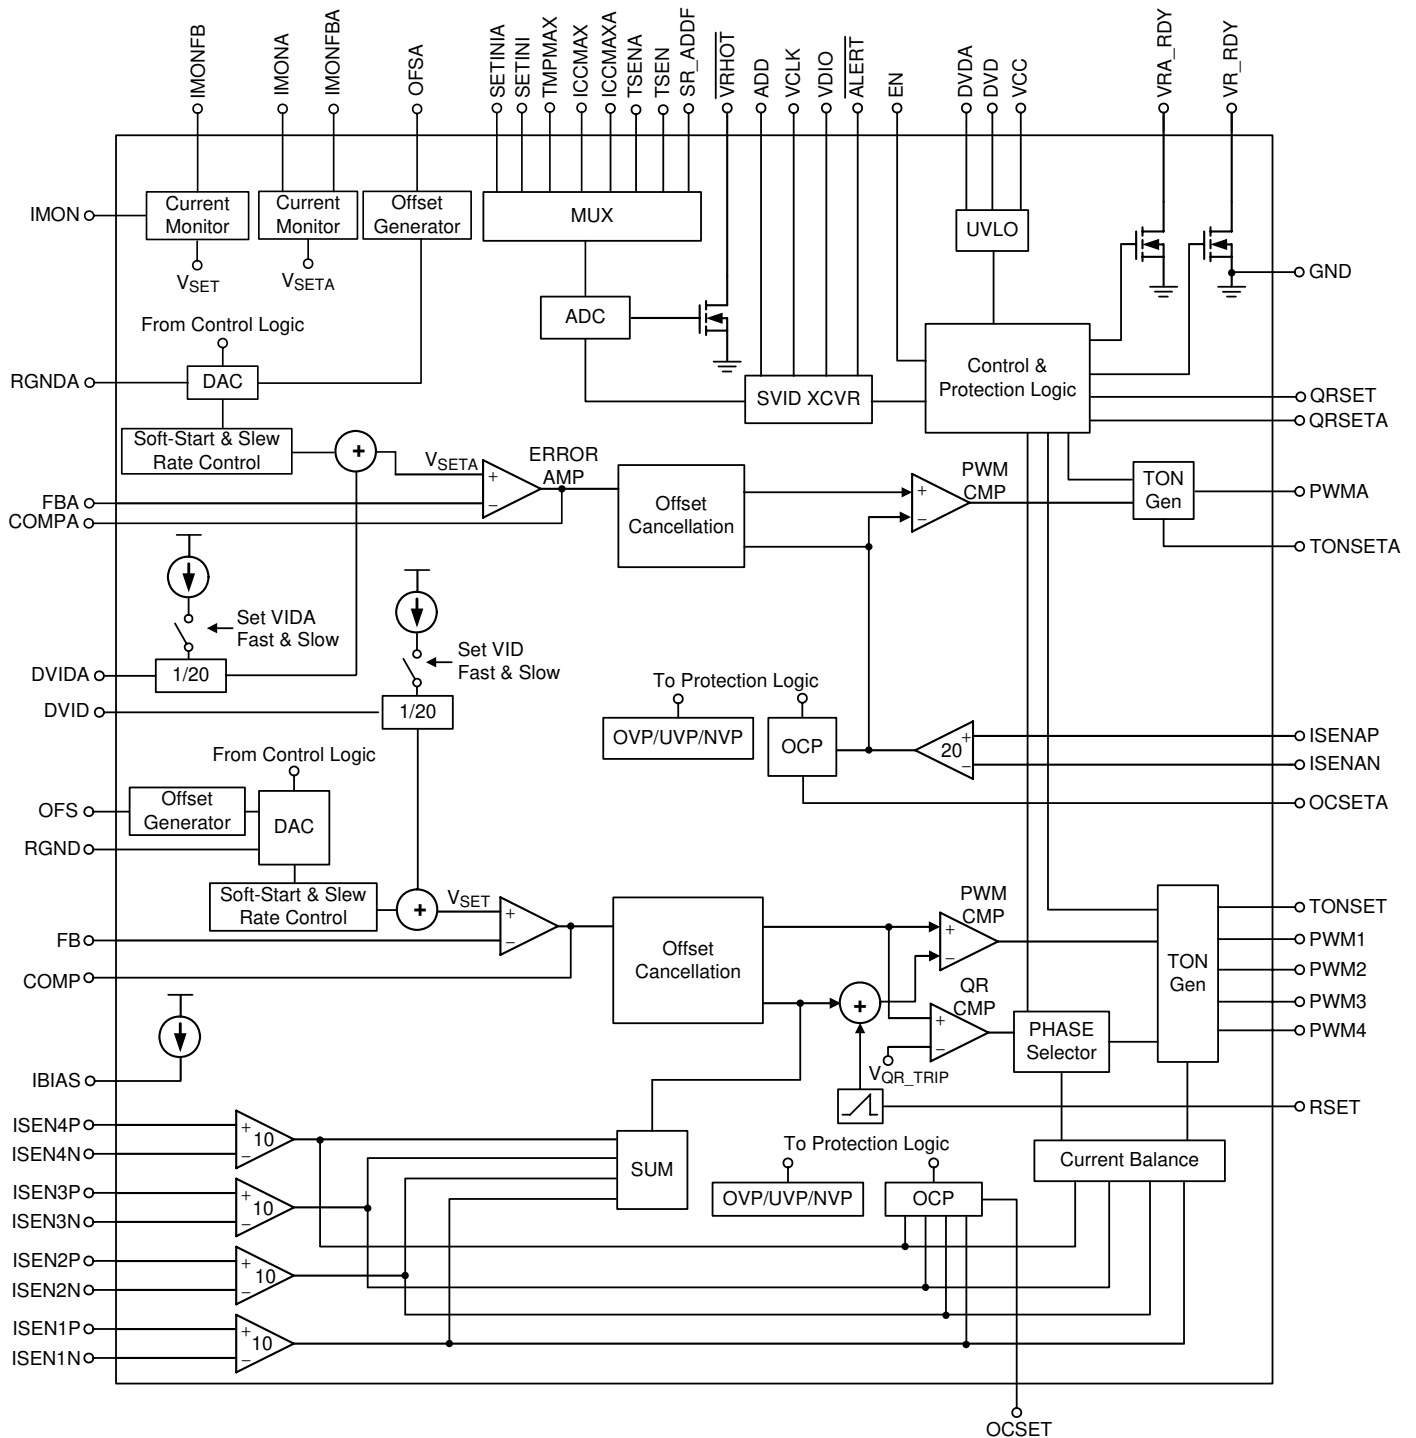 IMONFB
IMONA
IMONFBA
OFSA
SETINIA
SETINI
TMPMAX
ICCMAX
ICCMAXA
TSENA
TSEN
SR_ADDF
VRHOT
ADD
VCLK
VDIO
ALERT
EN
DVDA
DVD
VCC
VRA_RDY
VR_RDY
IMON
Current
Monitor
Current
Monitor
Offset
Generator
MUX
UVLO
VSET
VSETA
GND
From Control Logic
ADC
Control &
Protection Logic
RGNDA
DAC
SVID XCVR
QRSET
QRSETA
Soft-Start & Slew
Rate Control
+
VSETA
ERROR
AMP
+
−
FBA
COMPA
Offset
Cancellation
PWM
CMP
+
−
TON
Gen
PWMA
TONSETA
Set VIDA
Fast & Slow
Set VID
Fast & Slow
DVIDA
1/20
DVID
1/20
To Protection Logic
OVP/UVP/NVP
OCP
20
+
−
ISENAP
ISENAN
OCSETA
From Control Logic
OFS
Offset
Generator
DAC
RGND
Soft-Start & Slew
Rate Control
+
VSET
+
−
FB
COMP
Offset
Cancellation
PWM
CMP
+
−
+
QR
CMP
+
−
VQR_TRIP
PHASE
Selector
TON
Gen
TONSET
PWM1
PWM2
PWM3
PWM4
IBIAS
RSET
ISEN4P
ISEN4N
+
−
10
SUM
To Protection Logic
OVP/UVP/NVP
OCP
Current Balance
ISEN3P
ISEN3N
+
−
10
ISEN2P
ISEN2N
+
−
10
ISEN1P
ISEN1N
+
−
10
OCSET